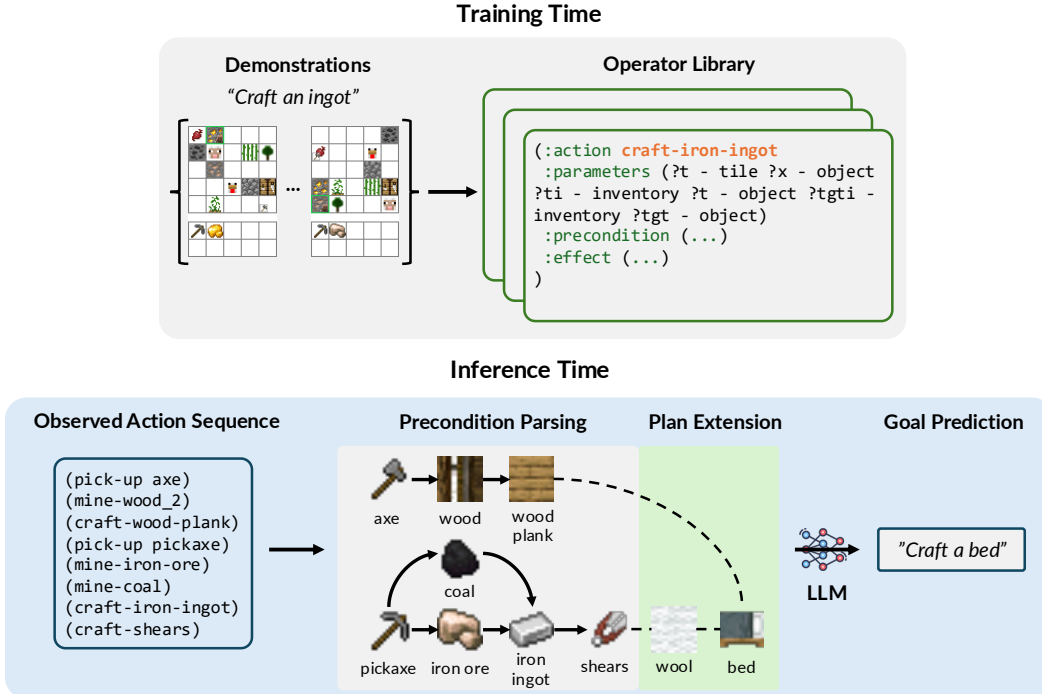 Training Time
Demonstrations
“Craft an ingot”
...
Operator Library
(:action craft-iron-ingot
:parameters (?t - tile ?x - object
?ti - inventory ?t - object ?tgti -
inventory ?tgt - object)
:precondition (...)
:effect (...)
)
Inference Time
Observed Action Sequence
(pick-up axe)
(mine-wood_2)
(craft-wood-plank)
(pick-up pickaxe)
(mine-iron-ore)
(mine-coal)
(craft-iron-ingot)
(craft-shears)
Precondition Parsing
axe
wood
wood
plank
coal
pickaxe
iron ore
iron
ingot
shears
Plan Extension
wool
bed
LLM
Goal Prediction
”Craft a bed”